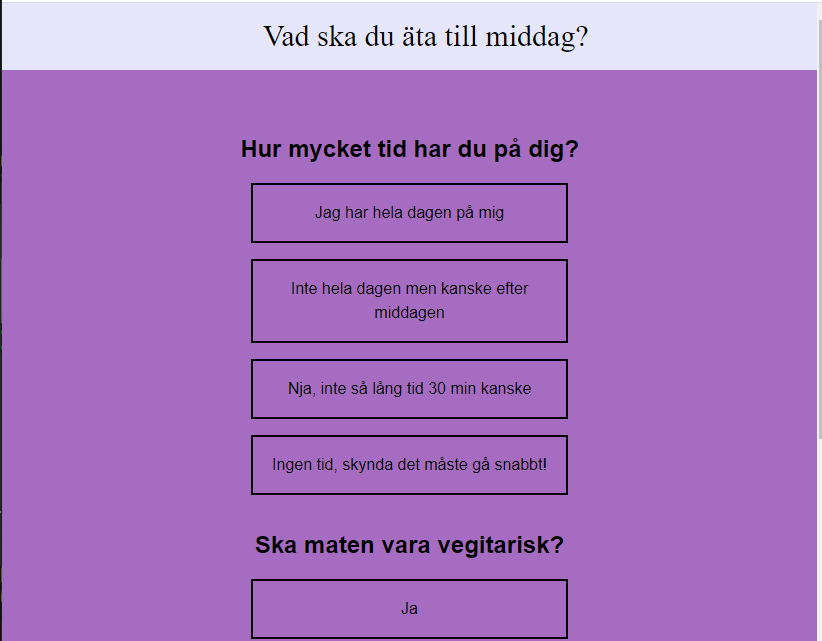 Vad ska du äta till middag?
Hur mycket tid har du på dig?
Jag har hela dagen på mig
Inte hela dagen men kanske efter
middagen
Nja, inte så lång tid 30 min kanske
Ingen tid, skynda det måste gå snabbt!
Ska maten vara vegitarisk?
Ja